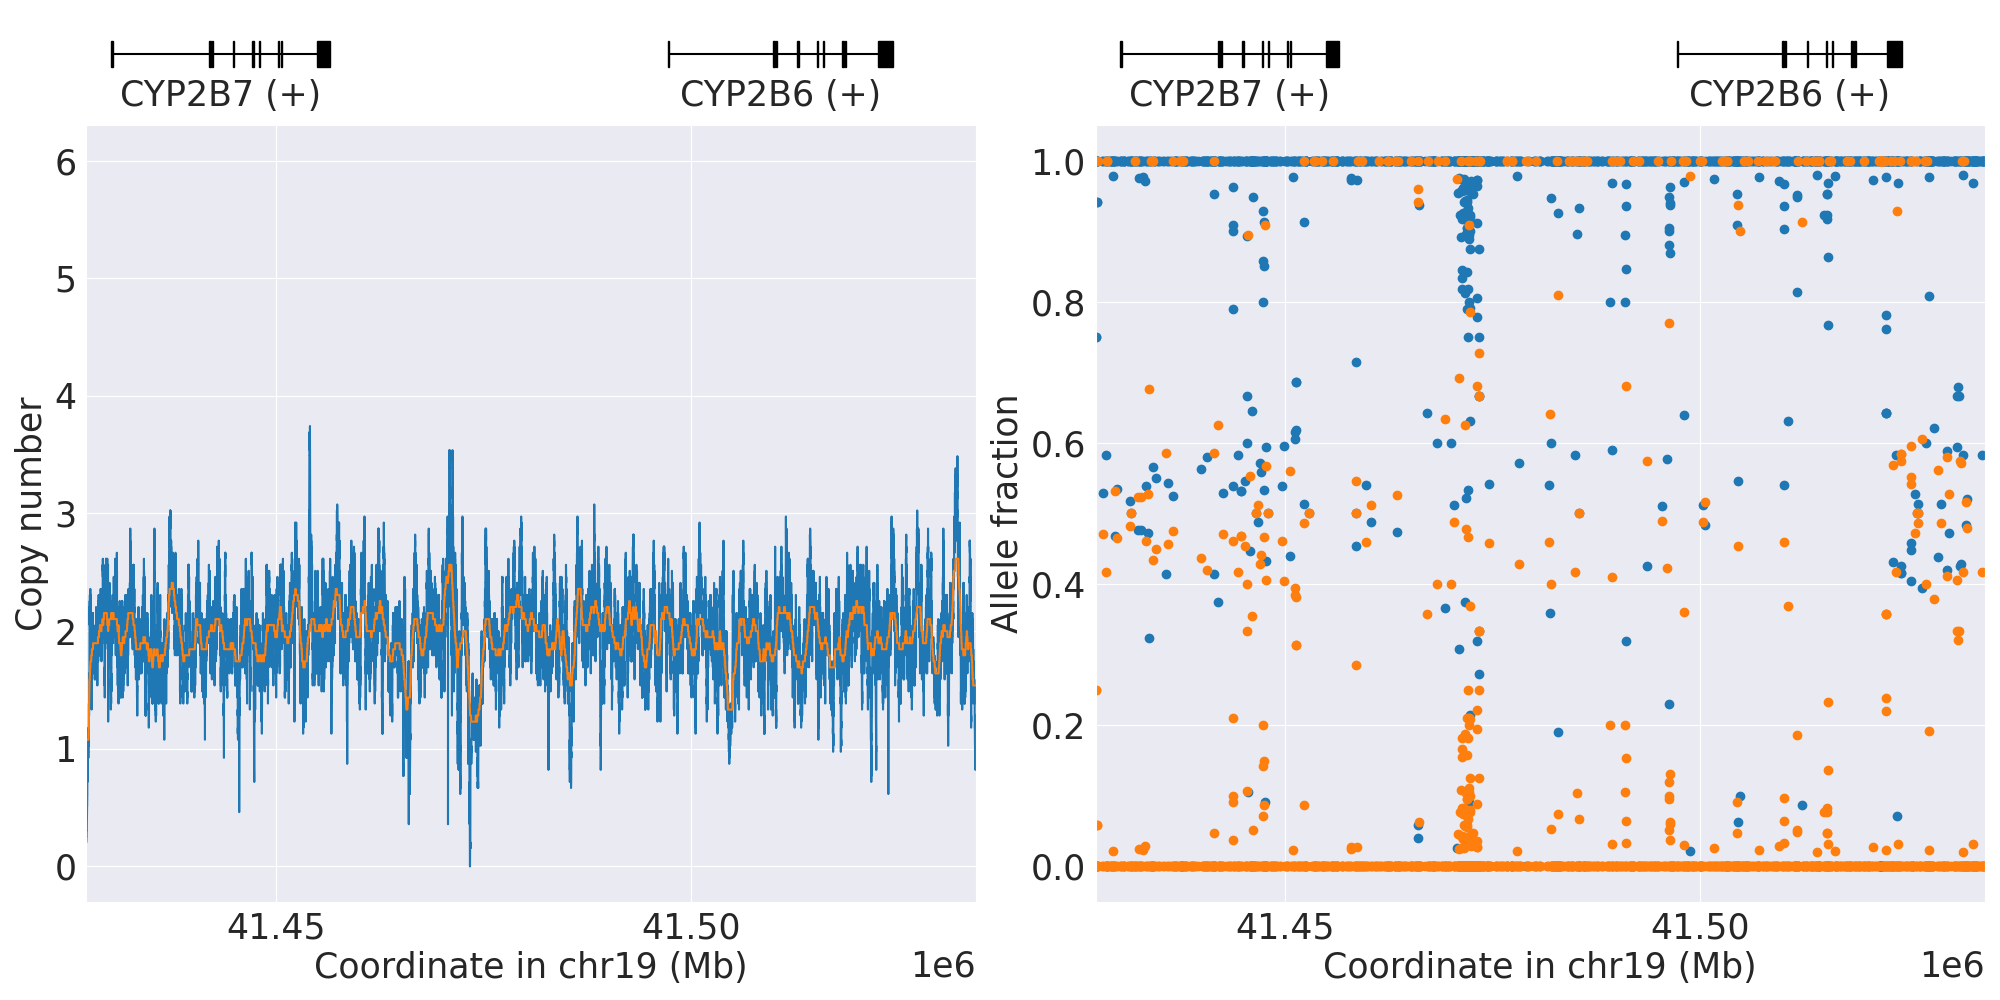 CYP2B7 (+)
CYP2B6 (+)
CYP2B7 (+)
CYP2B6 (+)
6
5
4
3
2
1
0
Copy number
41.45
41.50
Coordinate in chr19 (Mb)
1e6
1.0
0.8
0.6
0.4
0.2
0.0
Allele fraction
41.45
41.50
Coordinate in chr19 (Mb)
1e6